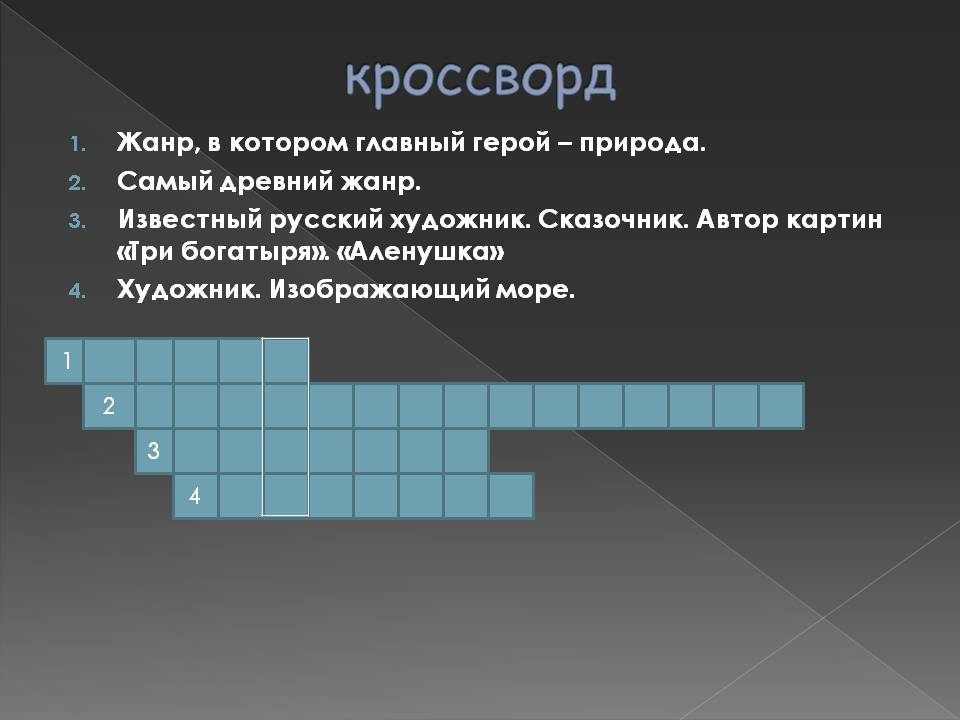 кроссворд
1. Жанр, в котором главный герой – природа.
2. Самый древний жанр.
3. Известный русский художник. Сказочник. Автор картин
«Три богатыря». «Аленушка»
4. Художник. Изображающий море.
1
2
3
4